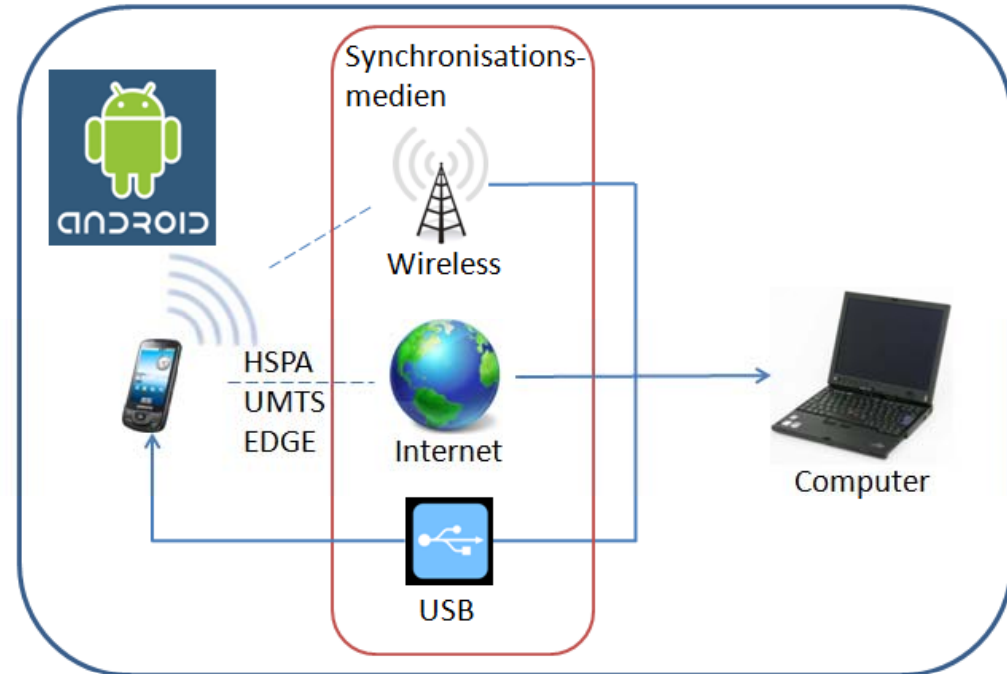 Synchronisations-
medien
ANDROID
Wireless
HSPA
UMTS
EDGE
Internet
Computer
USB